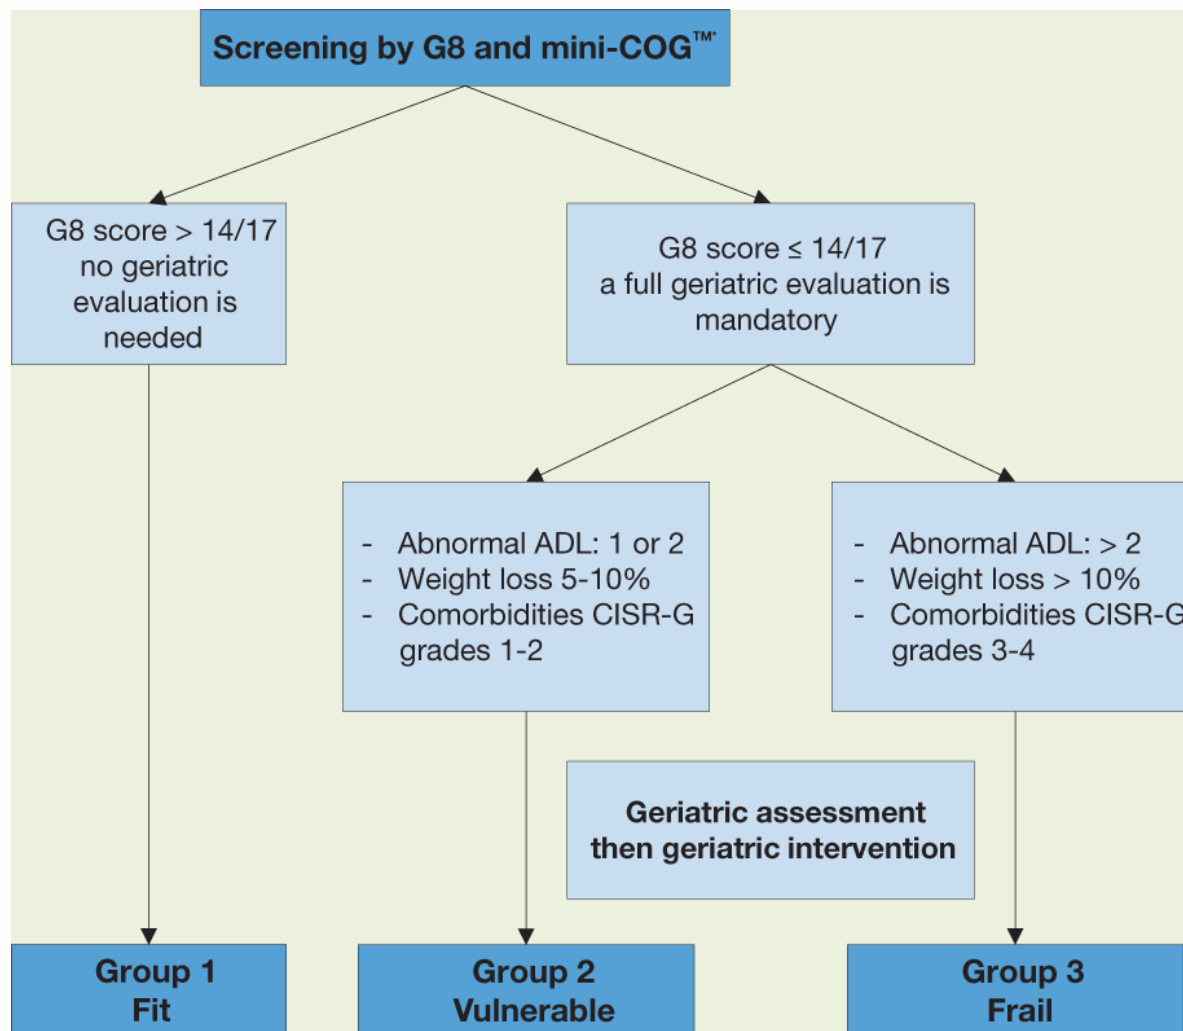 Screening by G8 and mini-COG™*
G8 score > 14/17
no geriatric
evaluation is
needed
G8 score ≤ 14/17
a full geriatric evaluation is
mandatory
- Abnormal ADL: 1 or 2
- Weight loss 5-10%
- Comorbidities CISR-G
grades 1-2
- Abnormal ADL: > 2
- Weight loss > 10%
- Comorbidities CISR-G
grades 3-4
Geriatric assessment
then geriatric intervention
Group 1
Fit
Group 2
Vulnerable
Group 3
Frail